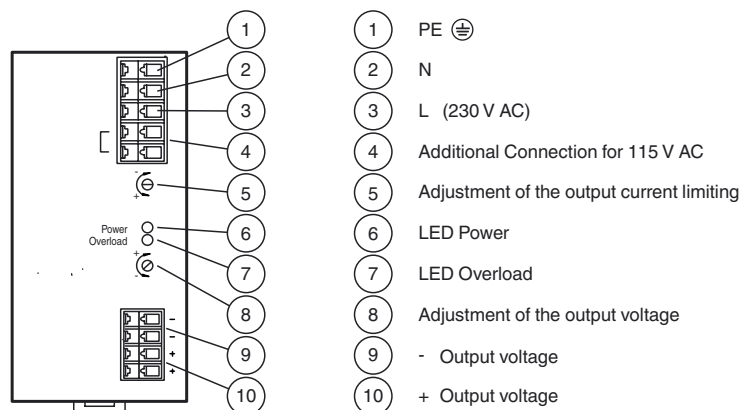 1 PE
2 N
3 L (230 V AC)
4 Additional Connection for 115 V AC
-
+
5 Adjustment of the output current limiting
Power 6 LED Power
Overload 7 LED Overload
+
-
8 Adjustment of the output voltage
-
-
9 - Output voltage
+
+
10 + Output voltage
1
2
3
4
5
6
7
8
9
10